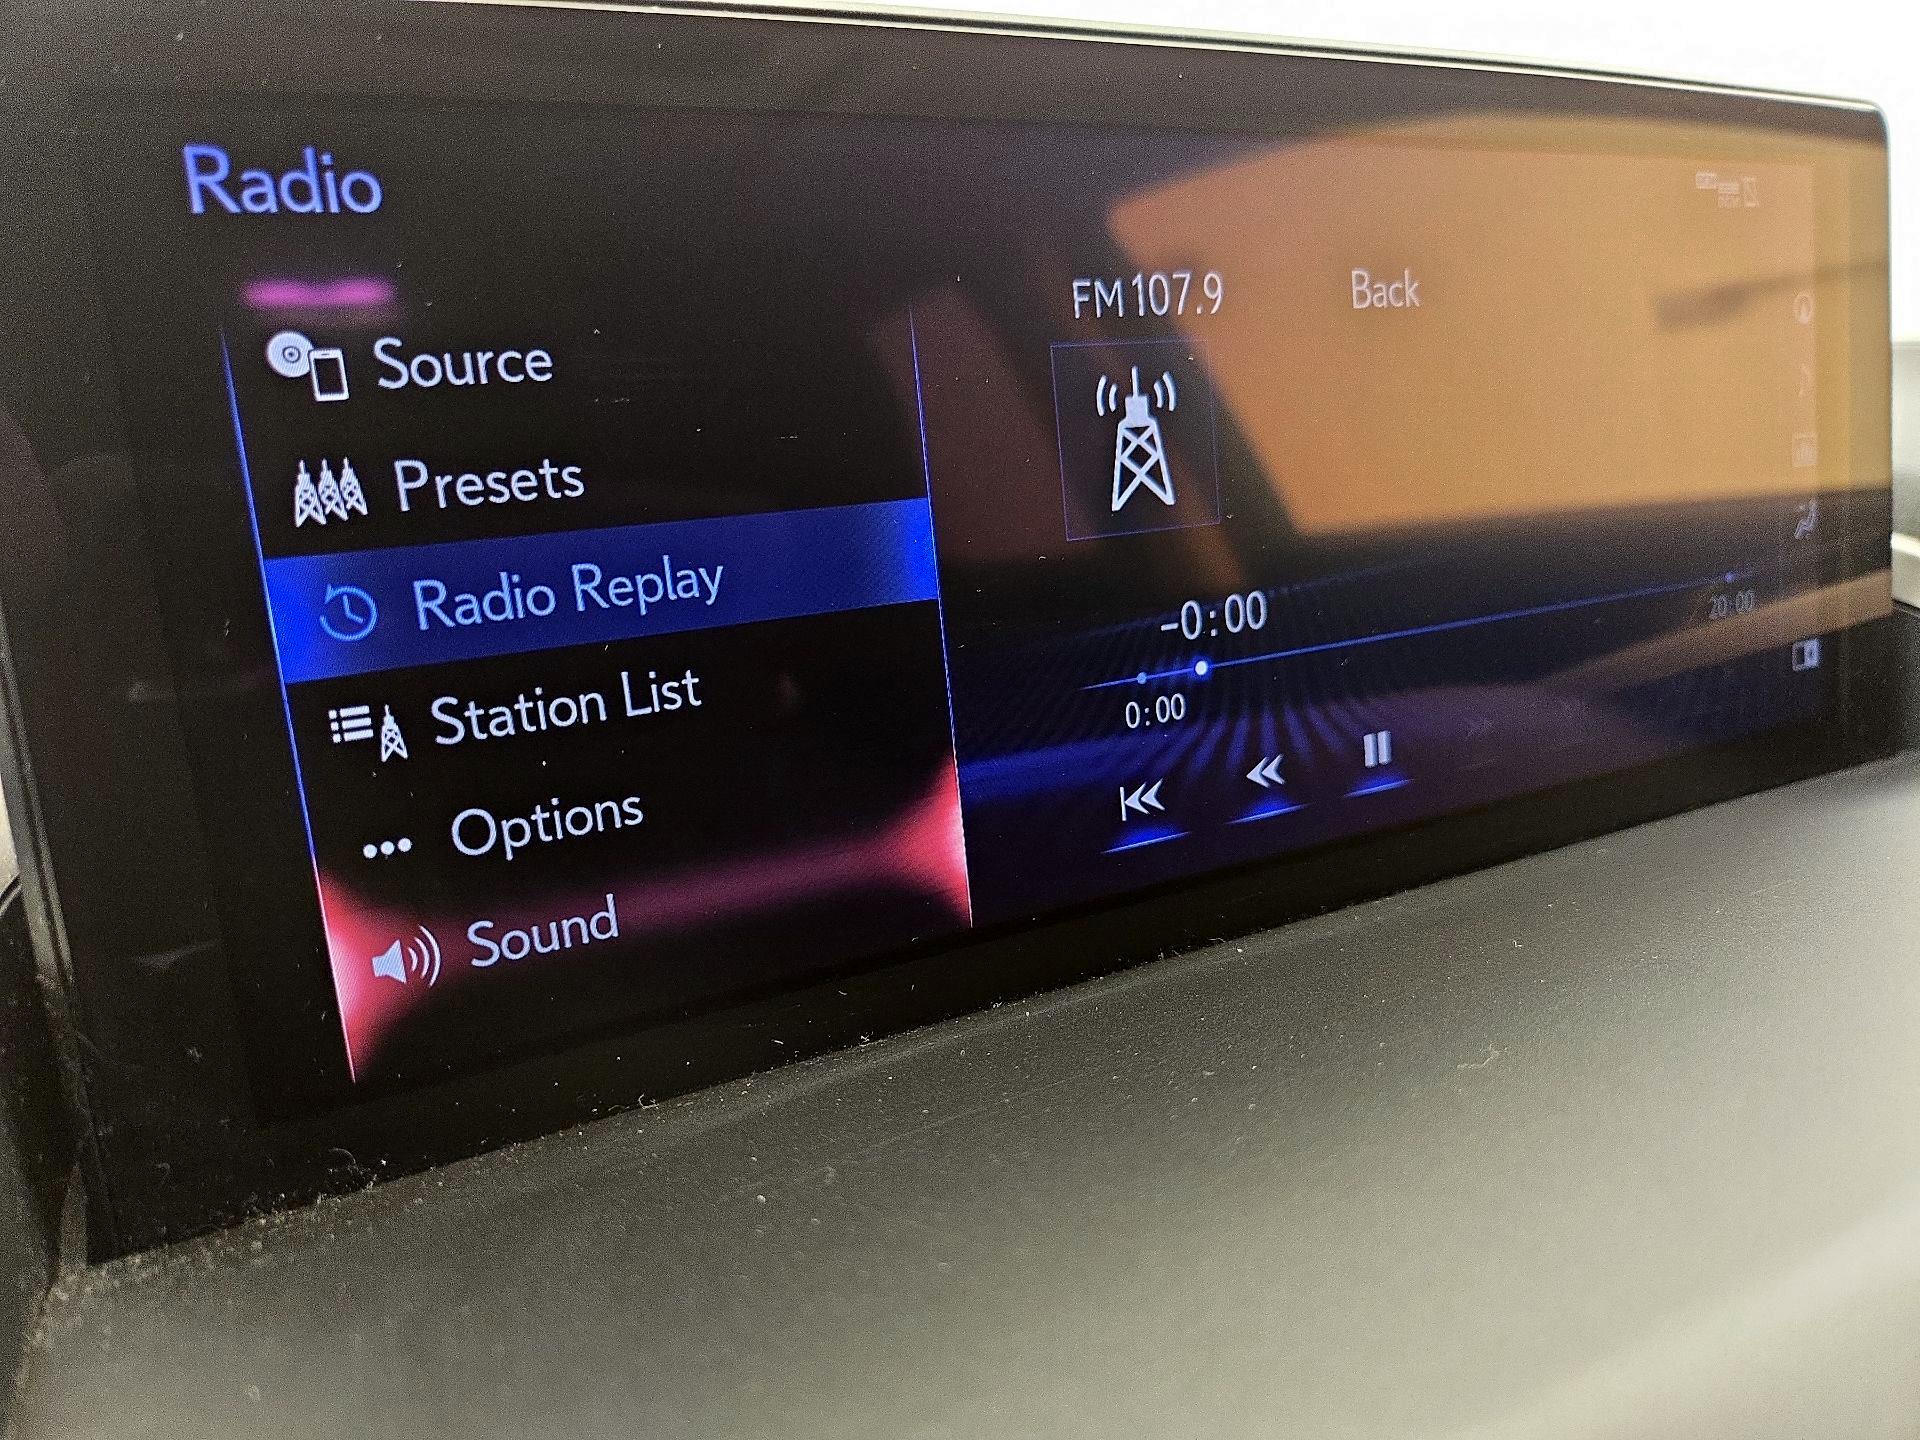 Radio
Source
Presets
Radio Replay
Station List
Options
Sound
FM 107.9
Back
-0:00
0:00
20:00